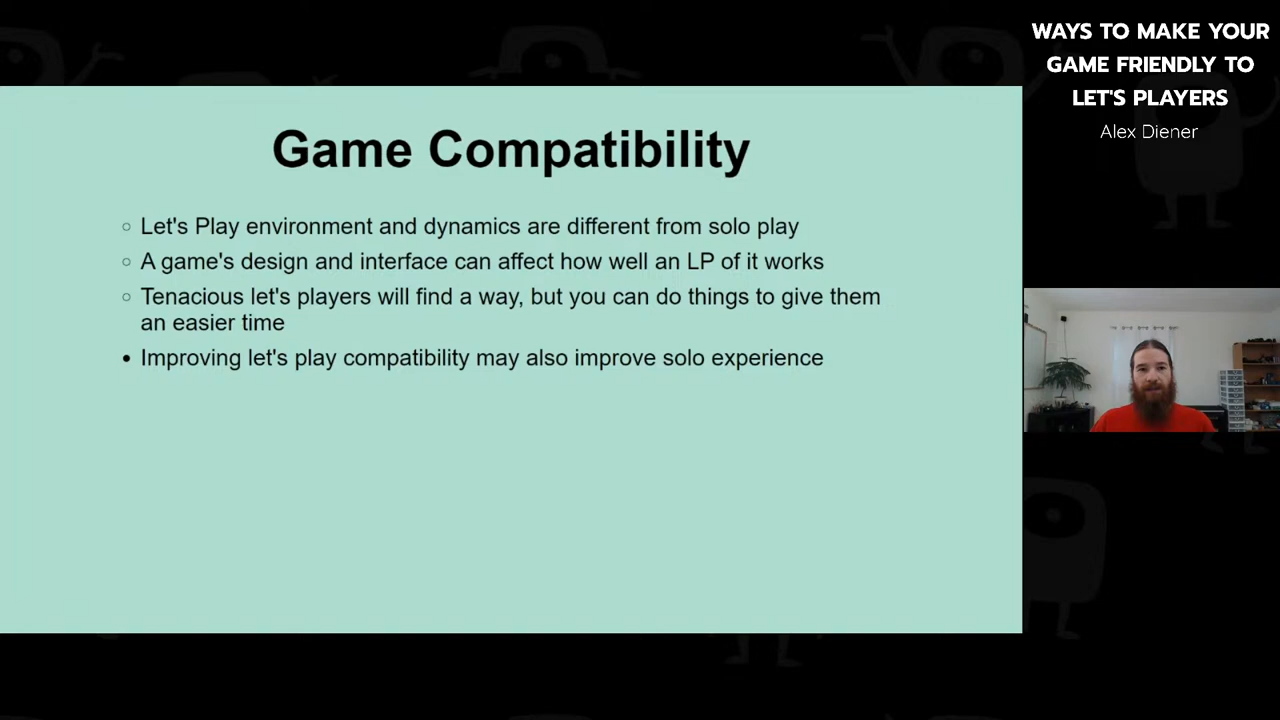 WAYS TO MAKE YOUR
GAME FRIENDLY TO
LET'S PLAYERS
Alex Diener
Game Compatibility
Let's Play environment and dynamics are different from solo play
A game's design and interface can affect how well an LP of it works
Tenacious let's players will find a way, but you can do things to give them
an easier time
Improving let's play compatibility may also improve solo experience